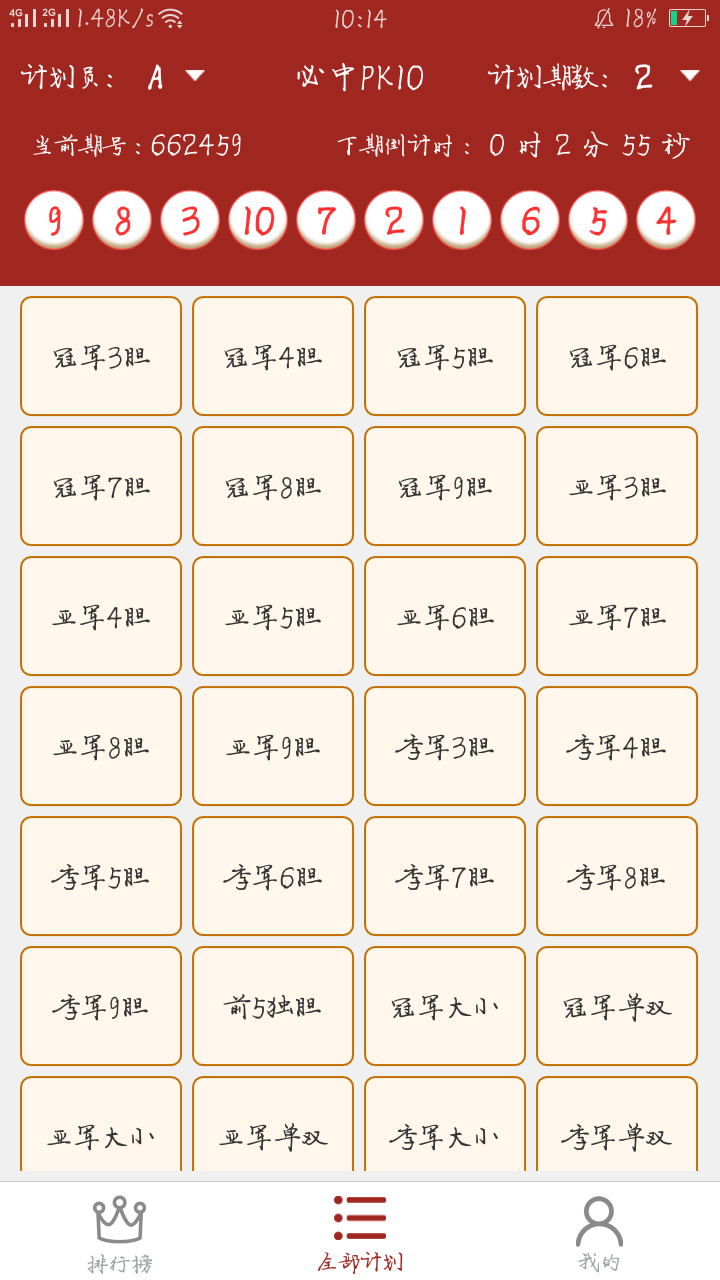 4G 2G 1.48K/s 10:14 18%
计划员： A 必中PK10 计划期数： 2
当前期号：662459 下期倒计时：0 时 2 分 55 秒
9 8 3 10 7 2 1 6 5 4
冠军3胆 冠军4胆 冠军5胆 冠军6胆
冠军7胆 冠军8胆 冠军9胆 亚军3胆
亚军4胆 亚军5胆 亚军6胆 亚军7胆
亚军8胆 亚军9胆 季军3胆 季军4胆
季军5胆 季军6胆 季军7胆 季军8胆
季军9胆 前5独胆 冠军大小 冠军单双
亚军大小 亚军单双 季军大小 季军单双
排行榜 全部计划 我的